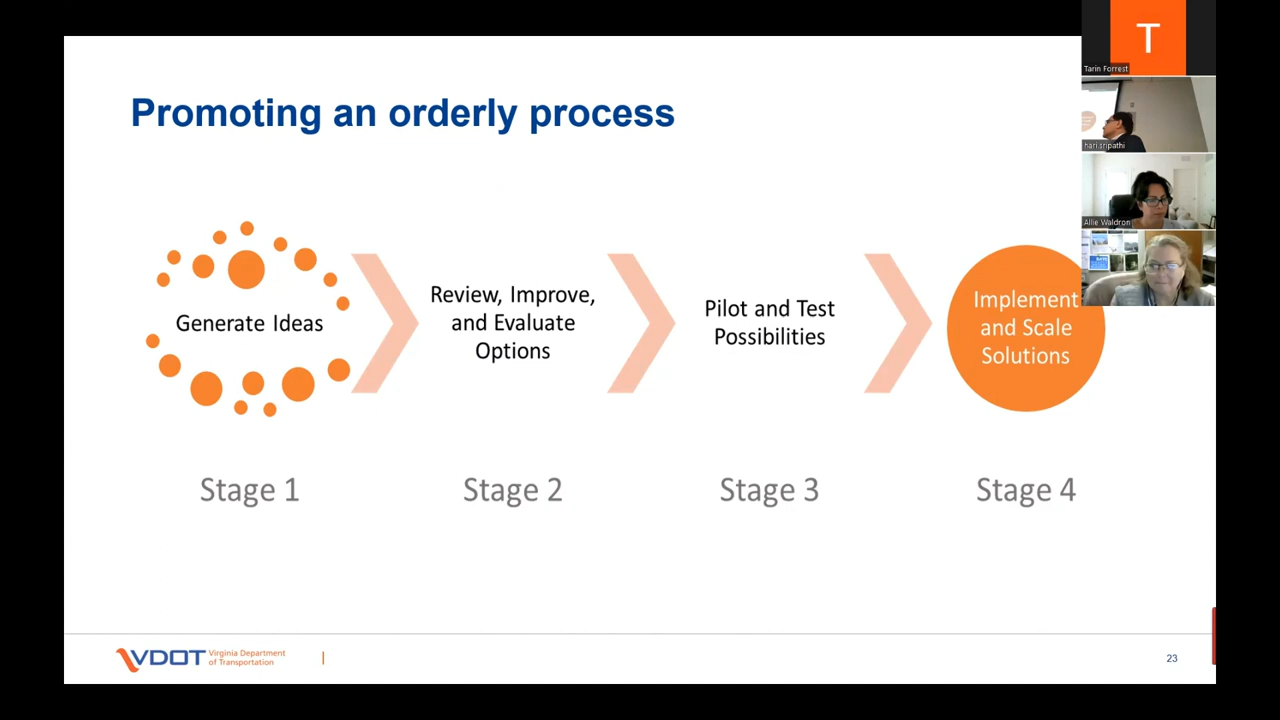 Promoting an orderly process
Generate Ideas
Review, Improve,
and Evaluate
Options
Pilot and Test
Possibilities
Implement
and Scale
Solutions
Stage 1
Stage 2
Stage 3
Stage 4
VDOT
Virginia Department
of Transportation
23
T
Tarin Forrest
hari sripathi
Allie Waldron